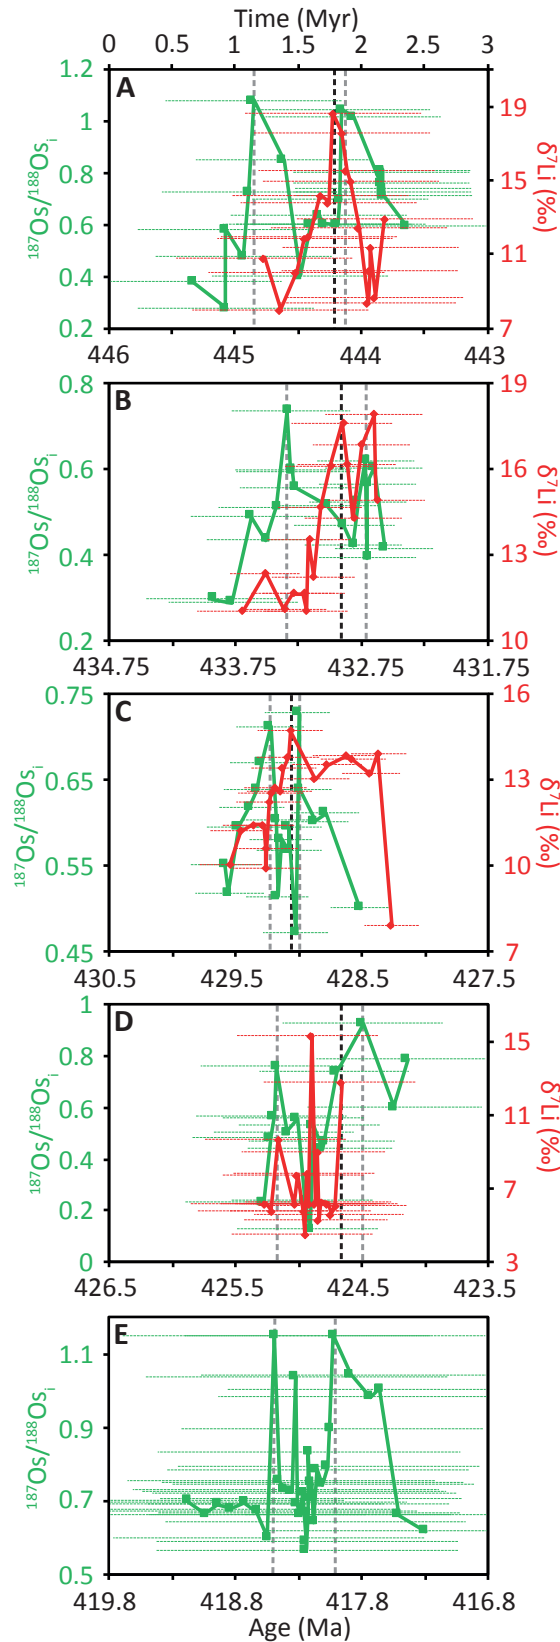 Time (Myr)
0 0.5 1 1.5 2 2.5 3
A
1.2
1
0.8
0.6
0.4
0.2
¹⁸⁷Os/¹⁸⁸Osᵢ
19
15
11
7
δ⁷Li (‰)
446 445 444 443
B
0.8
0.6
0.4
0.2
¹⁸⁷Os/¹⁸⁸Osᵢ
19
16
13
10
δ⁷Li (‰)
434.75 433.75 432.75 431.75
C
0.75
0.65
0.55
0.45
¹⁸⁷Os/¹⁸⁸Osᵢ
16
13
10
7
δ⁷Li (‰)
430.5 429.5 428.5 427.5
D
1
0.8
0.6
0.4
0.2
0
¹⁸⁷Os/¹⁸⁸Osᵢ
15
11
7
3
δ⁷Li (‰)
426.5 425.5 424.5 423.5
E
1.1
0.9
0.7
0.5
¹⁸⁷Os/¹⁸⁸Osᵢ
419.8 418.8 417.8 416.8
Age (Ma)